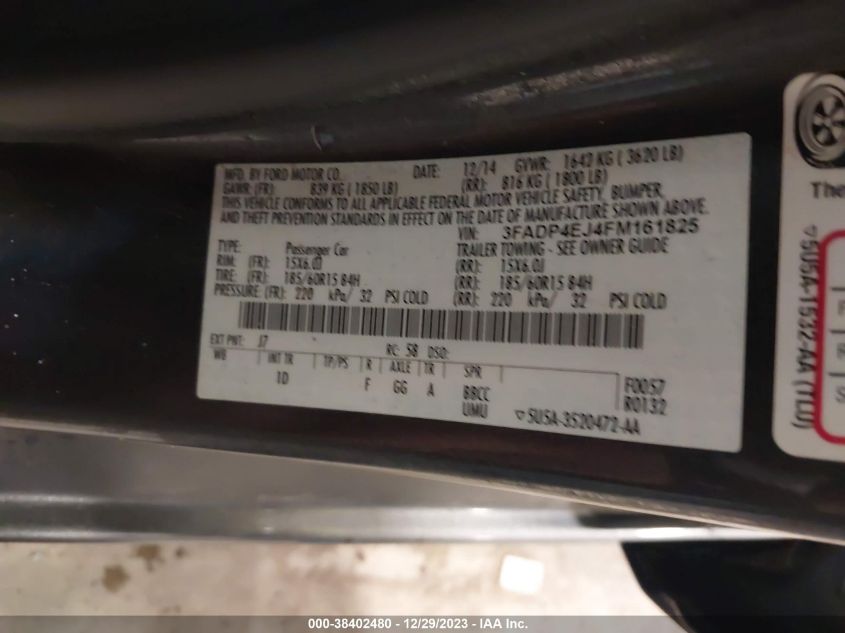 MFD. BY FORD MOTOR CO. DATE: 12/14 GVWR: 1642 KG ( 3620 LB)
GAWR: (FR): 839 KG ( 1850 LB) (RR): 816 KG ( 1800 LB)
THIS VEHICLE CONFORMS TO ALL APPLICABLE FEDERAL MOTOR VEHICLE SAFETY, BUMPER,
AND THEFT PREVENTION STANDARDS IN EFFECT ON THE DATE OF MANUFACTURE SHOWN ABOVE.
VIN: 3FADP4EJ4FM161825
TYPE: Passenger Car TRAILER TOWING - SEE OWNER GUIDE
RIM: (FR): 15X6.0J (RR): 15X6.0J
TIRE: (FR): 185/60R15 84H (RR): 185/60R15 84H
PRESSURE: (FR): 220 kPa/ 32 PSI COLD (RR): 220 kPa/ 32 PSI COLD
EXT PNT: J7 RC: 58 DSO:
WB INT TR TP/PS R AXLE TR SPR
1D F GG A BBCC F0057
UMU R0132
▽5U5A-3520472-AA
The
▽5U5A-1532-AA (TLU)
000-38402480 - 12/29/2023 - IAA Inc.